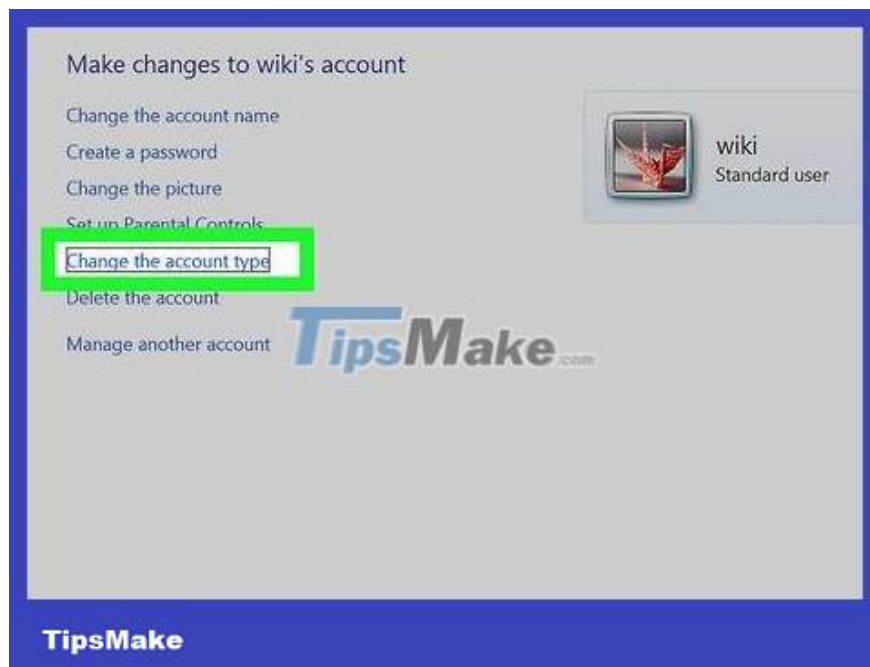 Make changes to wiki's account
Change the account name
Create a password
Change the picture
Set up Parental Controls
Change the account type
Delete the account
Manage another account
wiki
Standard user
TipsMake.com
TipsMake